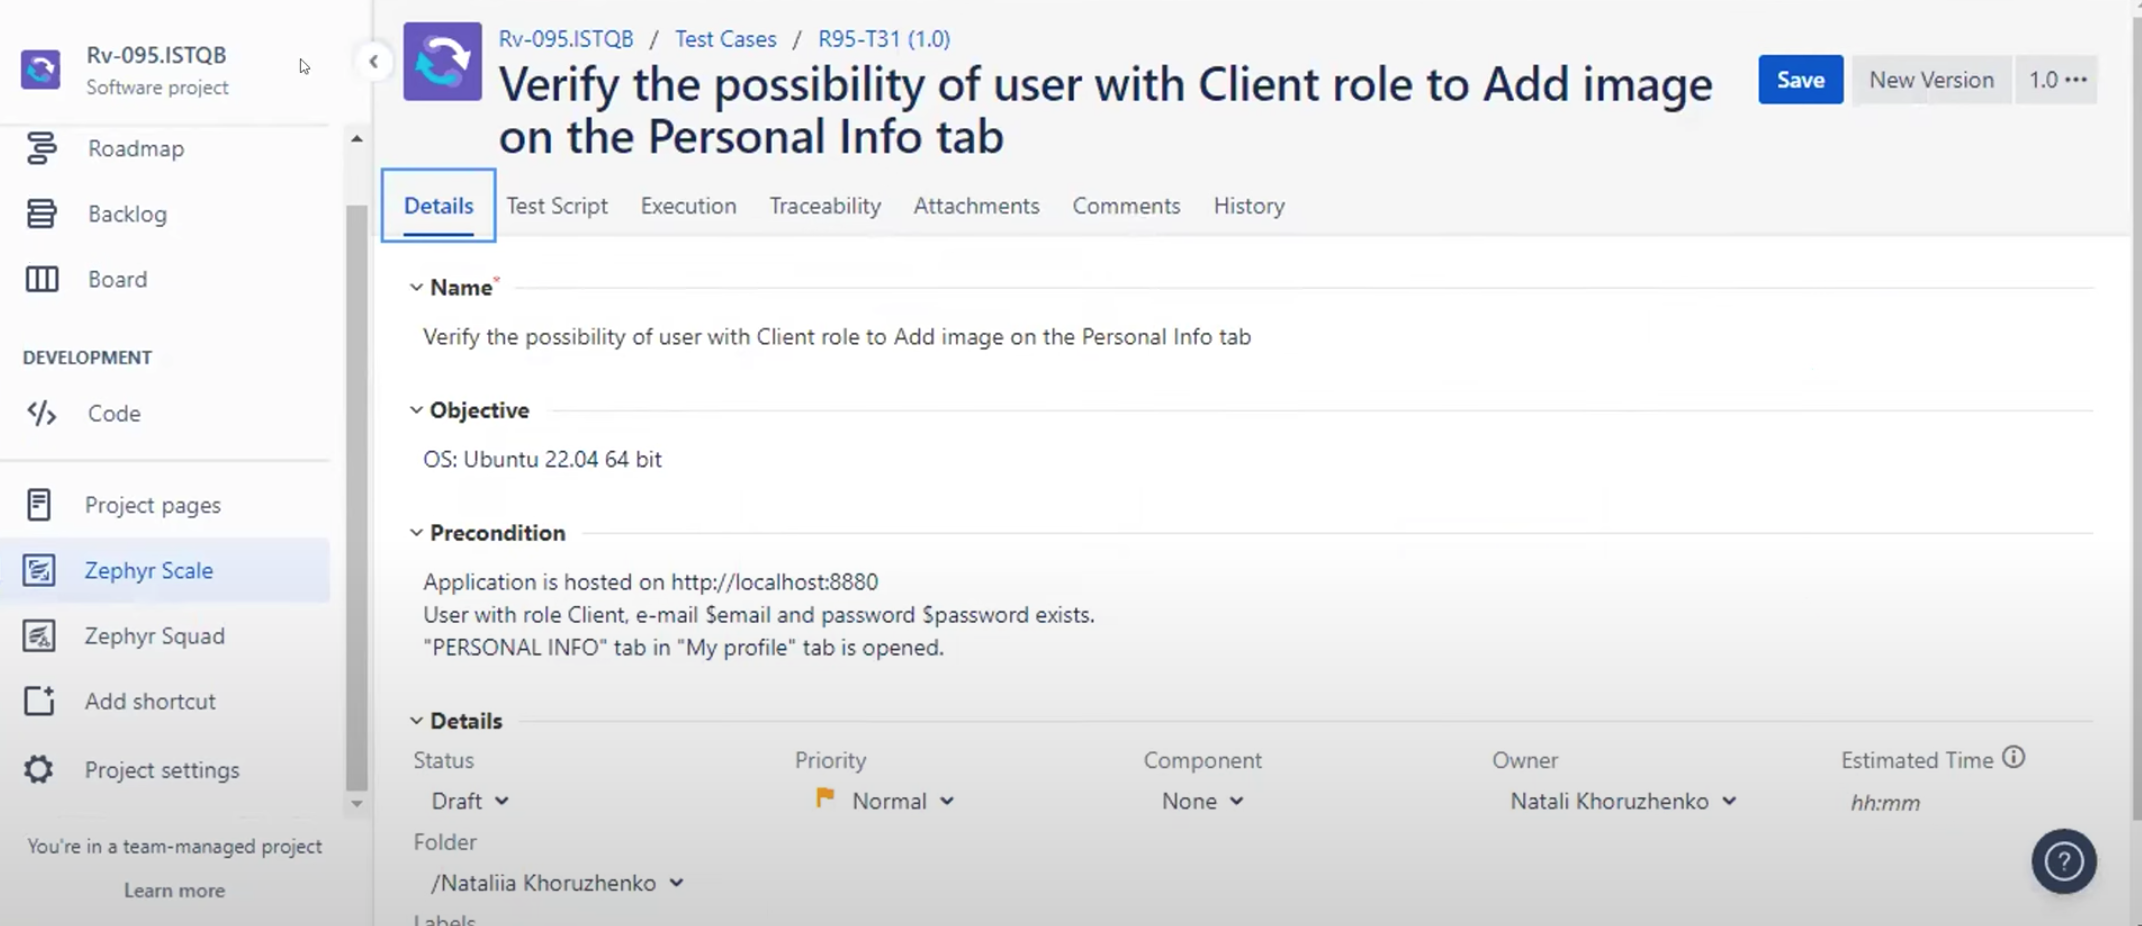 Rv-095.ISTQB
Software project
Roadmap
Backlog
Board
DEVELOPMENT
Code
Project pages
Zephyr Scale
Zephyr Squad
Add shortcut
Project settings
You're in a team-managed project
Learn more
Rv-095.ISTQB / Test Cases / R95-T31 (1.0)
Verify the possibility of user with Client role to Add image
on the Personal Info tab
Save New Version 1.0 •••
Details Test Script Execution Traceability Attachments Comments History
Name*
Verify the possibility of user with Client role to Add image on the Personal Info tab
Objective
OS: Ubuntu 22.04 64 bit
Precondition
Application is hosted on http://localhost:8880
User with role Client, e-mail $email and password $password exists.
"PERSONAL INFO" tab in "My profile" tab is opened.
Details
Status Priority Component Owner Estimated Time
Draft Normal None Natali Khoruzhenko hh:mm
Folder
/Nataliia Khoruzhenko
Labels